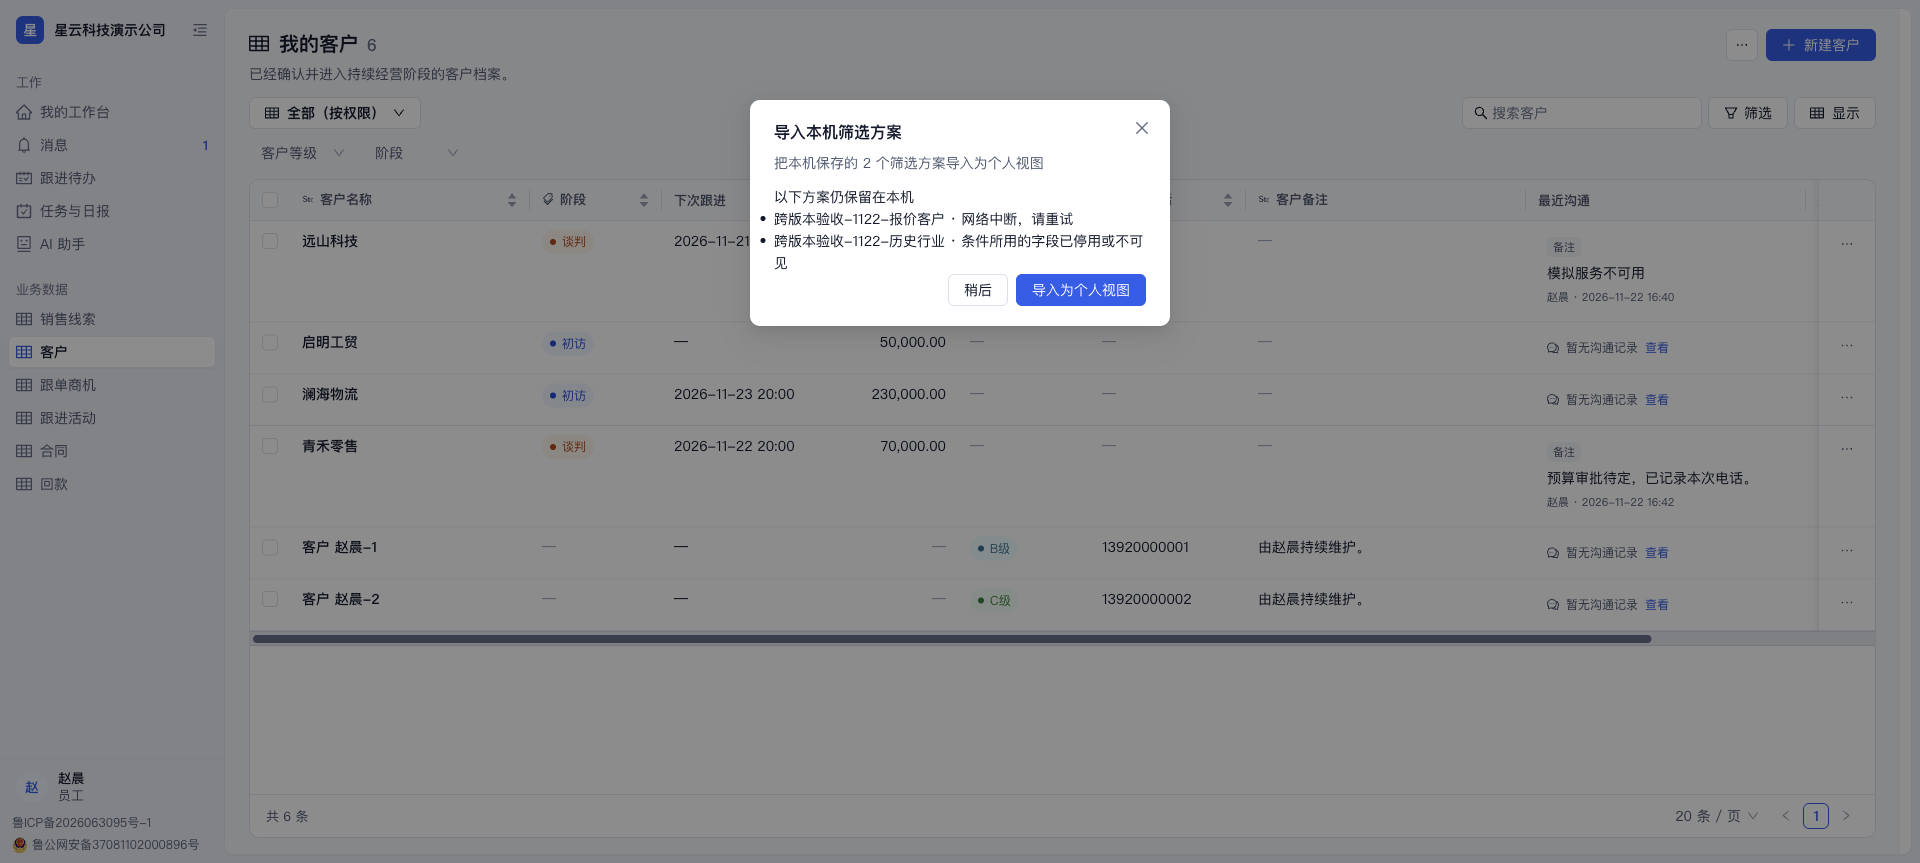 星 星云科技演示公司
工作
我的工作台
消息 1
跟进待办
任务与日报
AI 助手
业务数据
销售线索
客户
跟单商机
跟进活动
合同
回款
赵 赵晨
员工
鲁ICP备2026063095号-1
鲁公网安备37081102000896号
我的客户 6
已经确认并进入持续经营阶段的客户档案。
··· 新建客户
全部（按权限）
搜索客户 筛选 显示
客户等级 阶段
Str 客户名称 阶段 下次跟进 Str 客户备注 最近沟通
远山科技 谈判 2026-11-21 — 备注
模拟服务不可用
赵晨 · 2026-11-22 16:40
···
启明工贸 初访 — 50,000.00 — — — 暂无沟通记录 查看 ···
澜海物流 初访 2026-11-23 20:00 230,000.00 — — — 暂无沟通记录 查看 ···
青禾零售 谈判 2026-11-22 20:00 70,000.00 — — — 备注
预算审批待定，已记录本次电话。
赵晨 · 2026-11-22 16:42
···
客户 赵晨-1 — — — B级 13920000001 由赵晨持续维护。 暂无沟通记录 查看 ···
客户 赵晨-2 — — — C级 13920000002 由赵晨持续维护。 暂无沟通记录 查看 ···
共 6 条
20 条 / 页 1
导入本机筛选方案
把本机保存的 2 个筛选方案导入为个人视图
以下方案仍保留在本机
• 跨版本验收-1122-报价客户 · 网络中断，请重试
• 跨版本验收-1122-历史行业 · 条件所用的字段已停用或不可
见
稍后 导入为个人视图